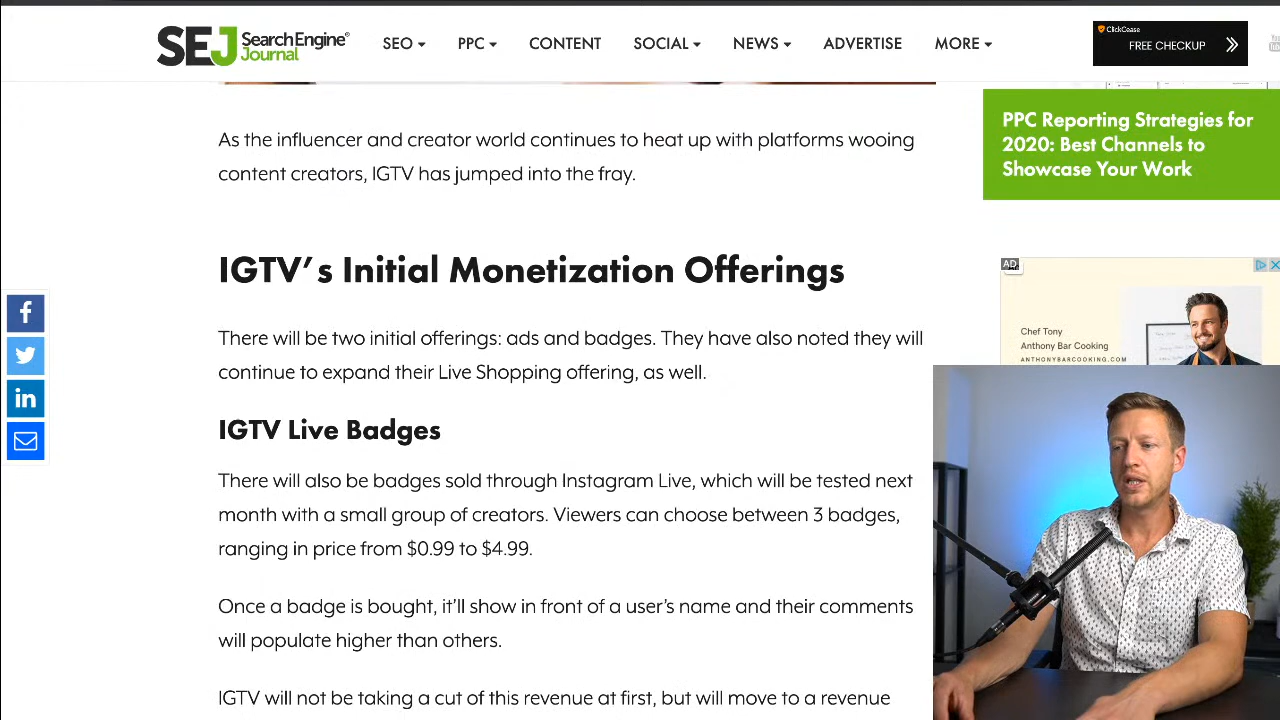 SEJ Search Engine® Journal
SEO PPC CONTENT SOCIAL NEWS ADVERTISE MORE
ClickCease
FREE CHECKUP
You
As the influencer and creator world continues to heat up with platforms wooing
content creators, IGTV has jumped into the fray.
IGTV's Initial Monetization Offerings
There will be two initial offerings: ads and badges. They have also noted they will
continue to expand their Live Shopping offering, as well.
IGTV Live Badges
There will also be badges sold through Instagram Live, which will be tested next
month with a small group of creators. Viewers can choose between 3 badges,
ranging in price from $0.99 to $4.99.
Once a badge is bought, it'll show in front of a user's name and their comments
will populate higher than others.
IGTV will not be taking a cut of this revenue at first, but will move to a revenue
PPC Reporting Strategies for
2020: Best Channels to
Showcase Your Work
AD
Chef Tony
Anthony Bar Cooking
ANTHONYBARCOOKING.COM
f
in